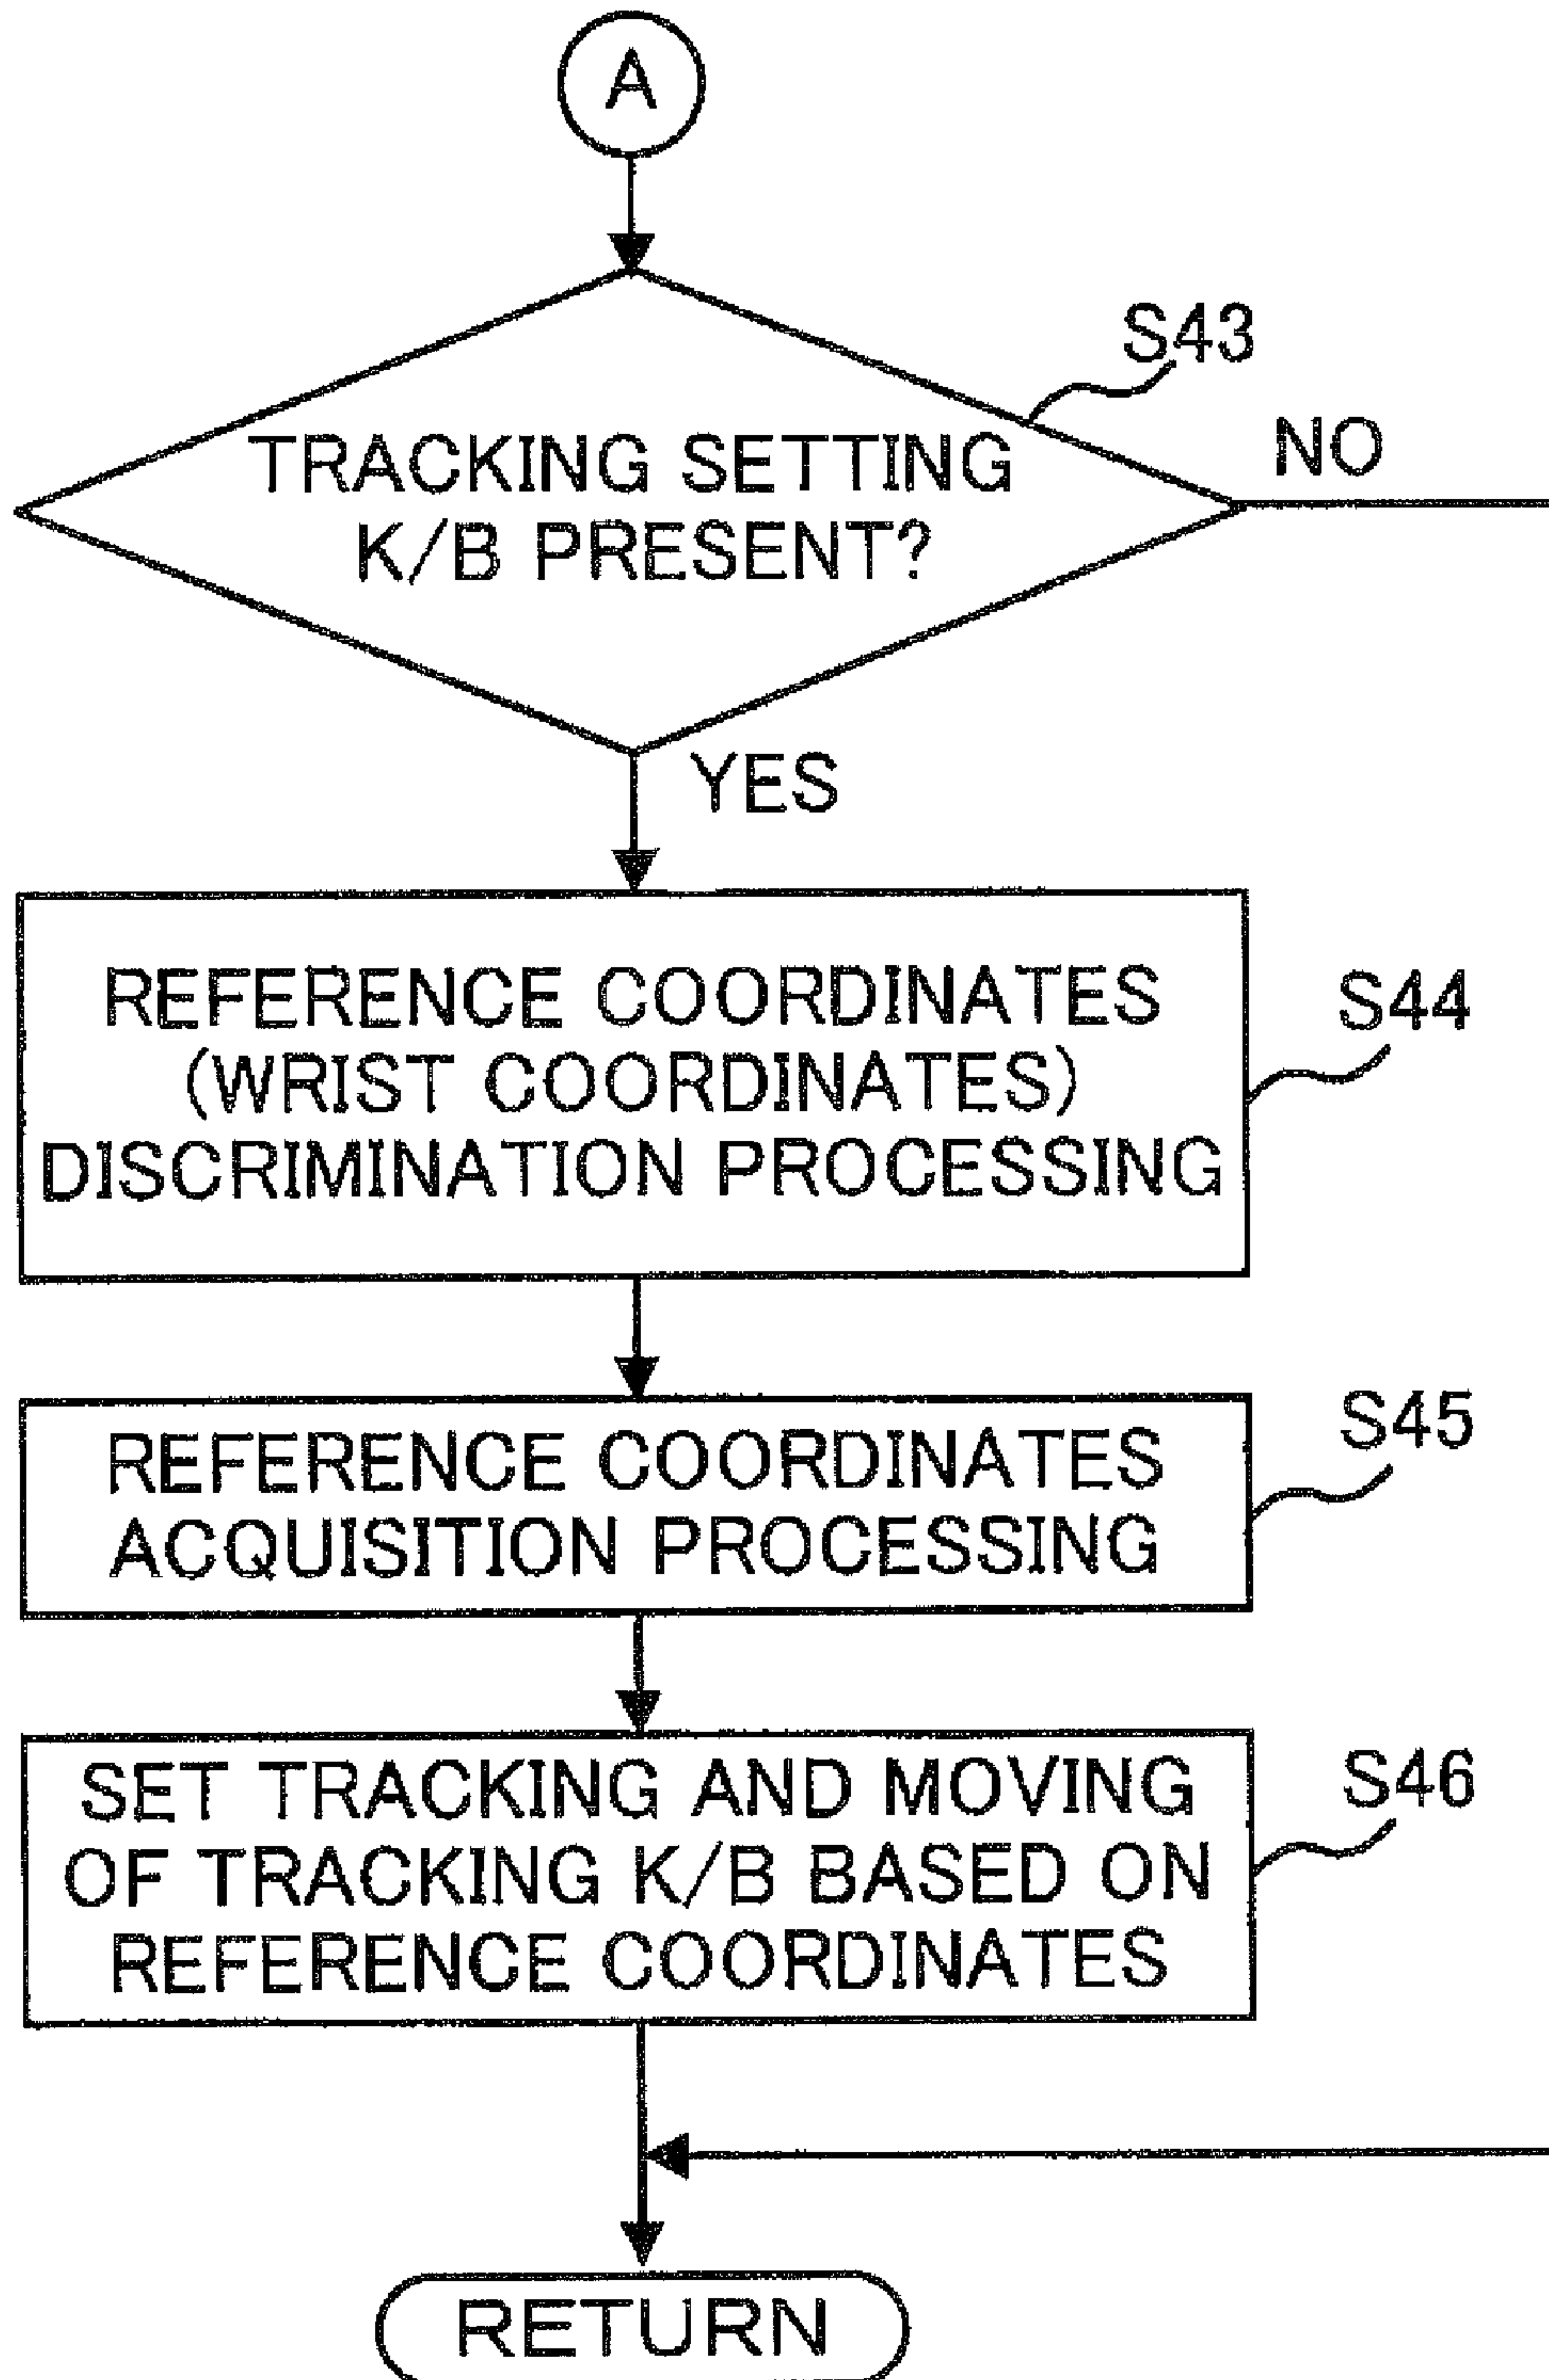 A
S43
TRACKING SETTING
K/B PRESENT?
NO
YES
REFERENCE COORDINATES
(WRIST COORDINATES)
DISCRIMINATION PROCESSING
S44
REFERENCE COORDINATES
ACQUISITION PROCESSING
S45
SET TRACKING AND MOVING
OF TRACKING K/B BASED ON
REFERENCE COORDINATES
S46
RETURN